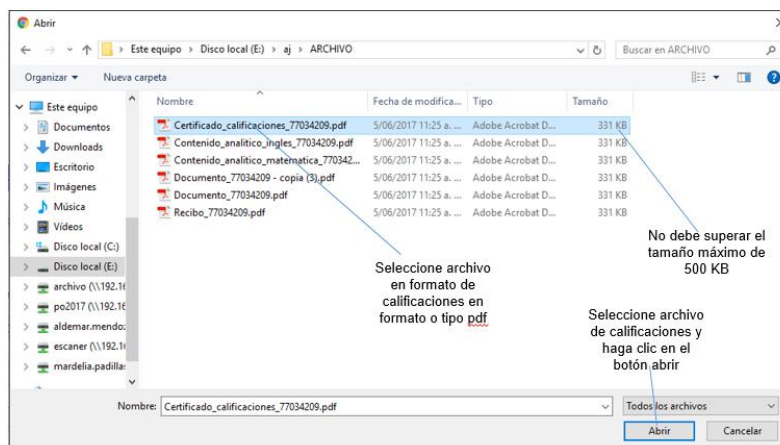 Abrir
Este equipo > Disco local (E:) > aj > ARCHIVO
Buscar en ARCHIVO
Organizar
Nueva carpeta
Nombre
Fecha de modifica...
Tipo
Tamaño
Este equipo
Documentos
Downloads
Escritorio
Imágenes
Música
Vídeos
Disco local (C:)
Disco local (E:)
archivo (\\192.16
po2017 (\\192.16
aldemar.mendo:
escaner (\\192.16
mardelia.padilla:
Certificado_calificaciones_77034209.pdf 5/06/2017 11:25 a. ... Adobe Acrobat D... 331 KB
Contenido_analitico_ingles_77034209.pdf 5/06/2017 11:25 a. ... Adobe Acrobat D... 331 KB
Contenido_analitico_matematica_770342... 5/06/2017 11:25 a. ... Adobe Acrobat D... 331 KB
Documento_77034209 - copia (3).pdf 5/06/2017 11:25 a. ... Adobe Acrobat D... 331 KB
Documento_77034209.pdf 5/06/2017 11:25 a. ... Adobe Acrobat D... 331 KB
Recibo_77034209.pdf 5/06/2017 11:25 a. ... Adobe Acrobat D... 331 KB
No debe superar el
tamaño máximo de
500 KB
Seleccione archivo
en formato de
calificaciones en
formato o tipo pdf
Seleccione archivo
de calificaciones y
haga clic en el
botón abrir
Nombre: Certificado_calificaciones_77034209.pdf
Todos los archivos
Abrir
Cancelar